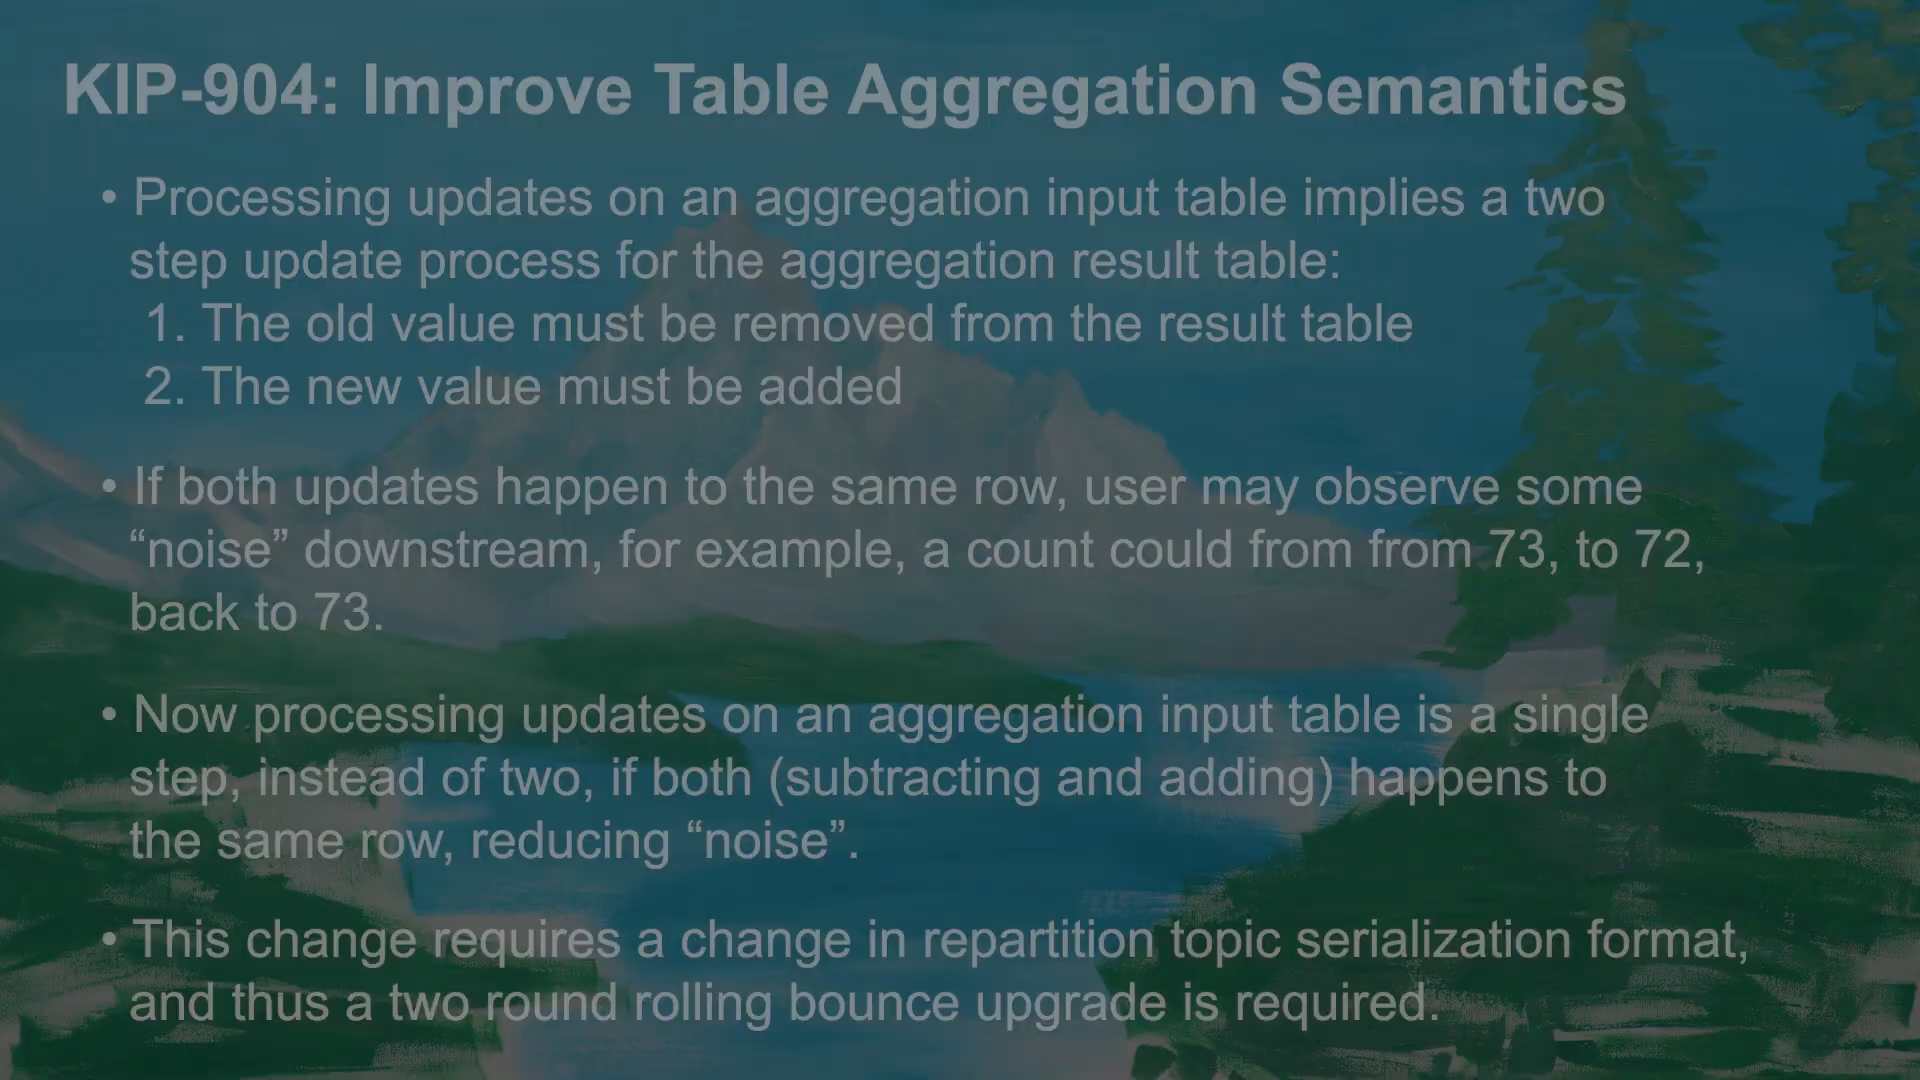 KIP-904: Improve Table Aggregation Semantics
• Processing updates on an aggregation input table implies a two
step update process for the aggregation result table:
1. The old value must be removed from the result table
2. The new value must be added
• If both updates happen to the same row, user may observe some
“noise” downstream, for example, a count could from from 73, to 72,
back to 73.
• Now processing updates on an aggregation input table is a single
step, instead of two, if both (subtracting and adding) happens to
the same row, reducing “noise”.
• This change requires a change in repartition topic serialization format,
and thus a two round rolling bounce upgrade is required.